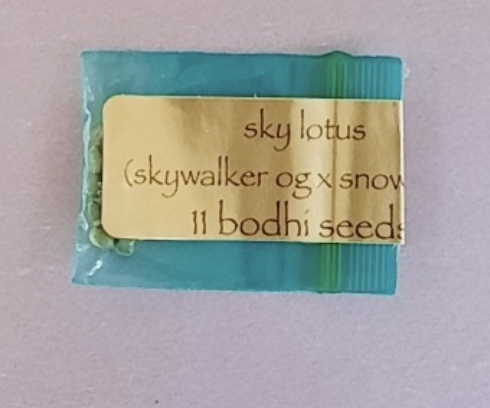 sky lotus
(skywalker og x snow
11 bodhi seeds